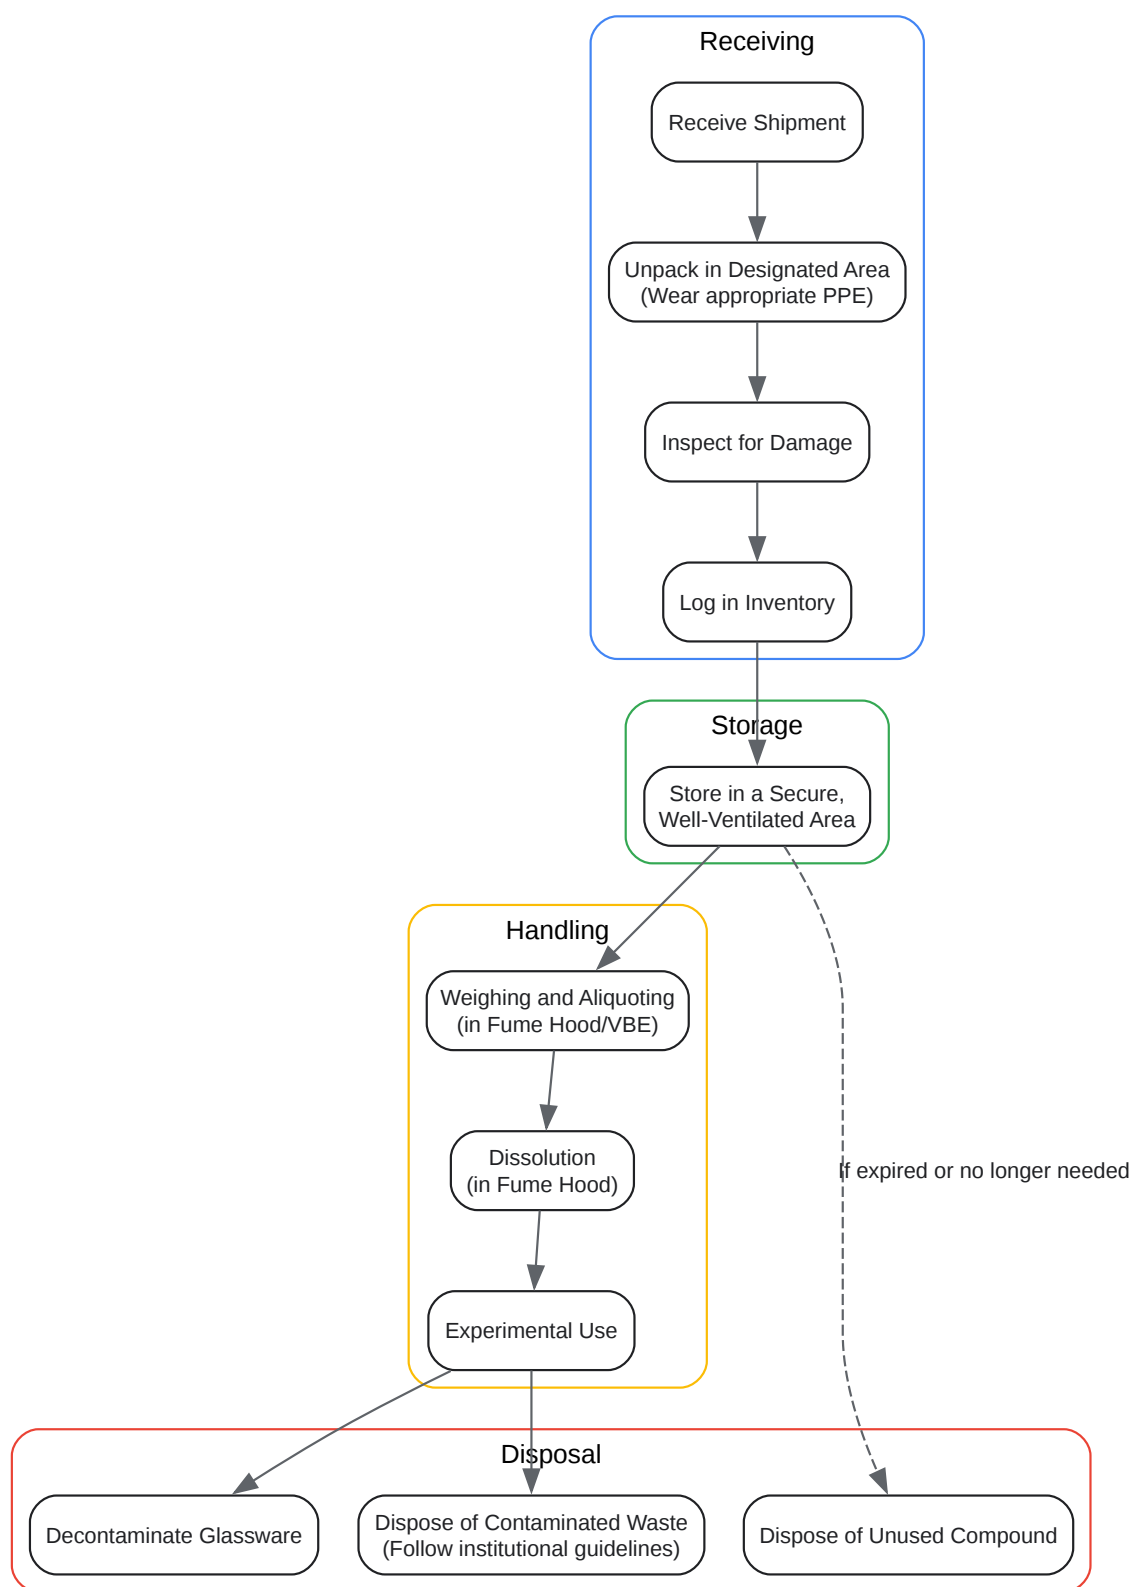 Receiving
Receive Shipment
Unpack in Designated Area
(Wear appropriate PPE)
Inspect for Damage
Log in Inventory
Storage
Store in a Secure,
Well-Ventilated Area
Handling
Weighing and Aliquoting
(in Fume Hood/VBE)
Dissolution
(in Fume Hood)
If expired or no longer needed
Experimental Use
Disposal
Decontaminate Glassware
Dispose of Contaminated Waste
(Follow institutional guidelines)
Dispose of Unused Compound